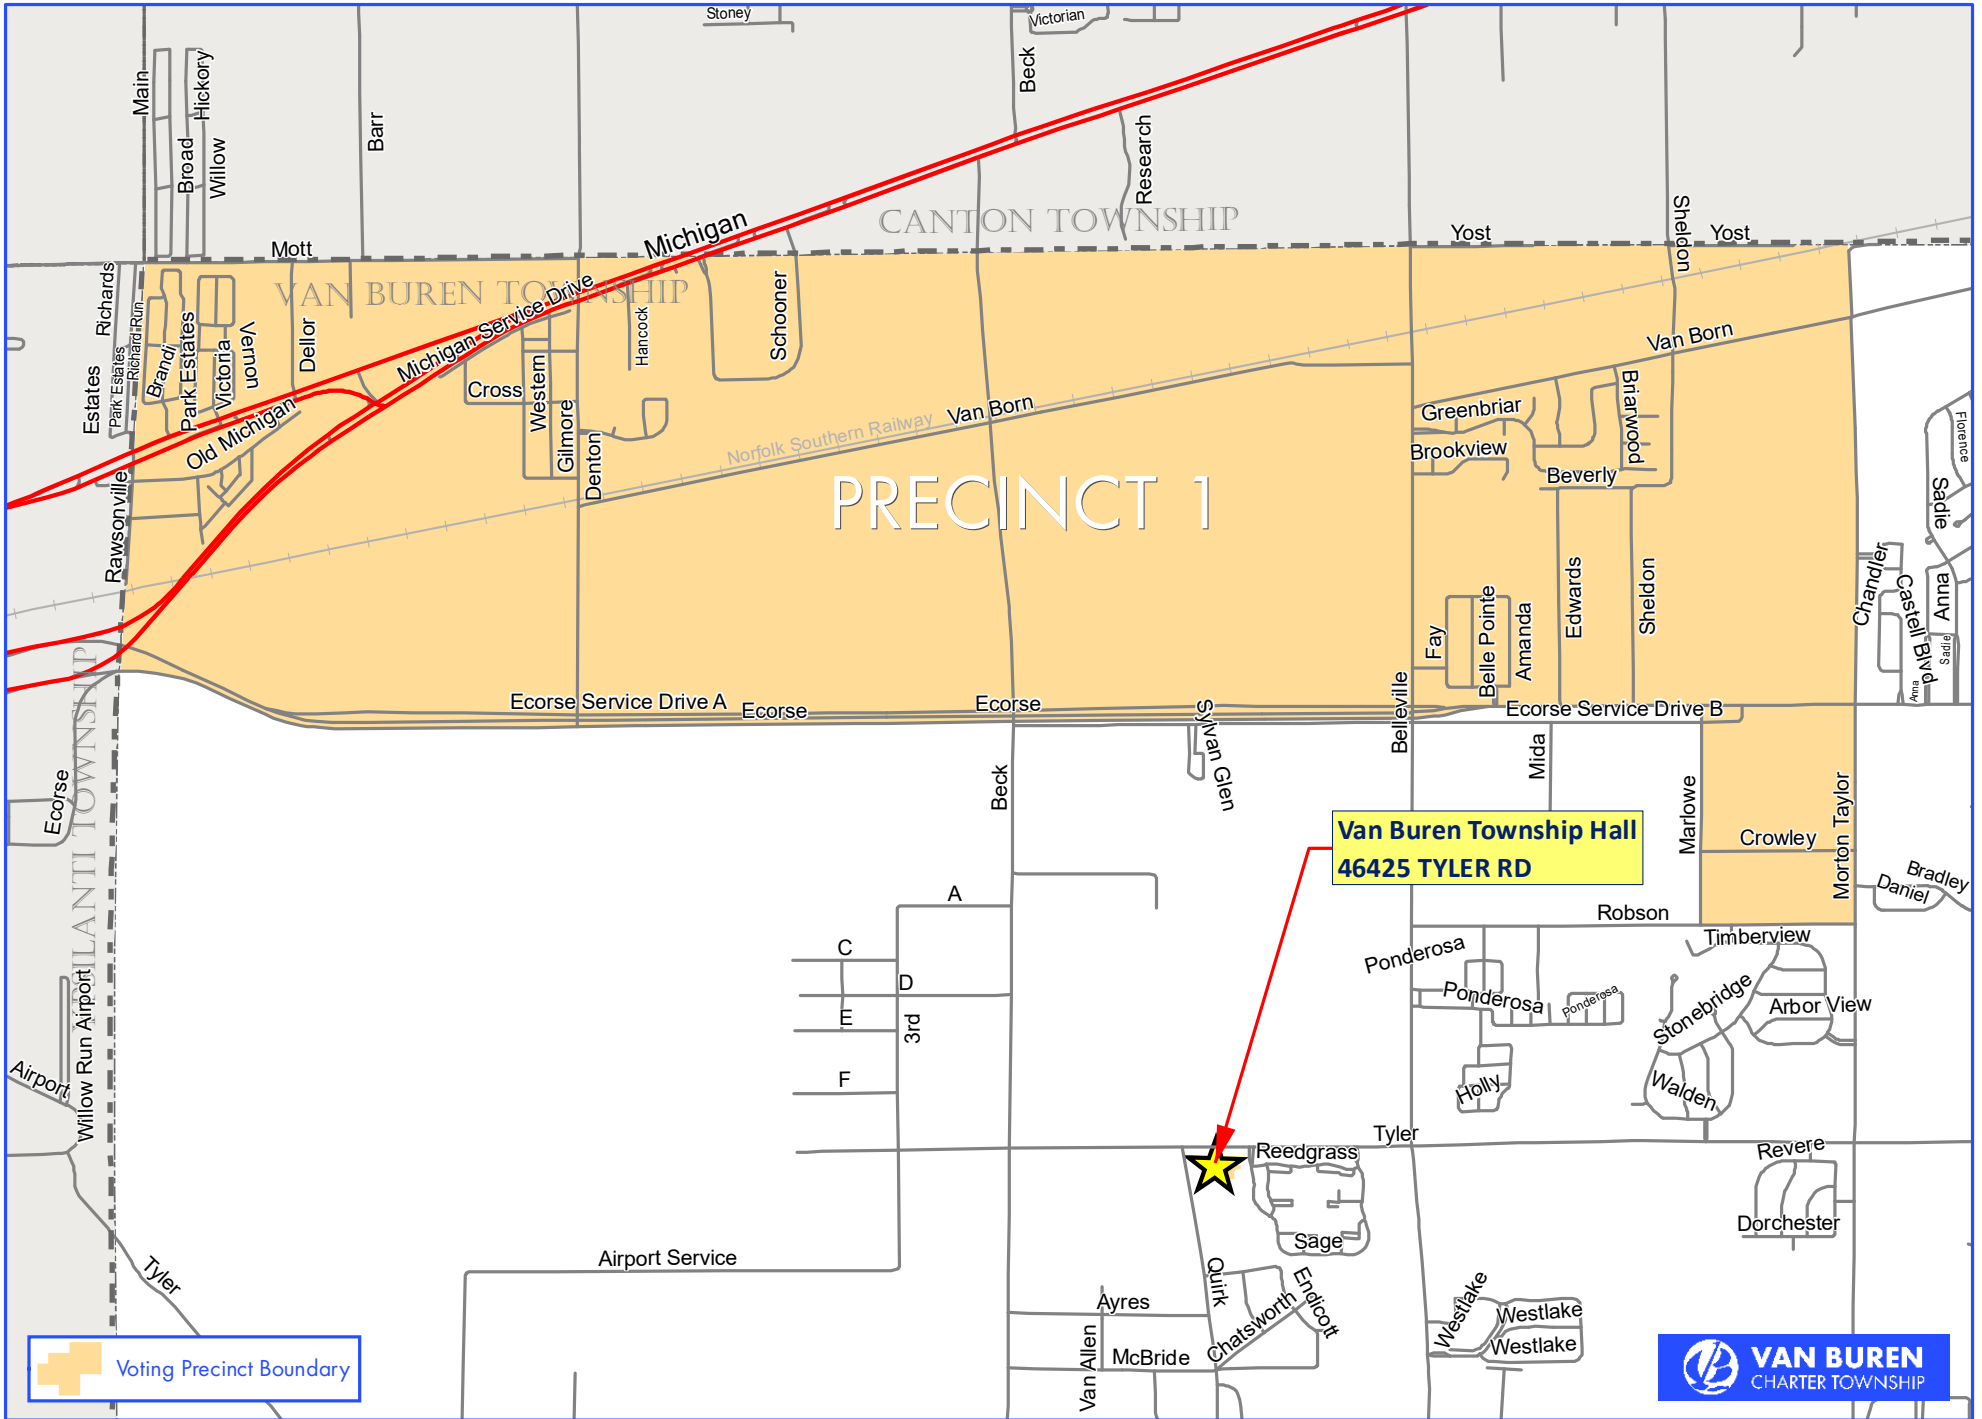 Stoney
Victorian
Main
Hickory
Broad
Willow
Barr
Beck
Research
CANTON TOWNSHIP
Michigan
Mott
Yost
Sheldon
Yost
VAN BUREN TOWNSHIP
Richards
Richard Run
Estates
Park Estates
Brandi
Park Estates
Victoria
Vernon
Dellor
Old Michigan
Michigan Service Drive
Cross
Western
Gilmore
Hancock
Denton
Schooner
Norfolk Southern Railway
Van Born
Van Born
Greenbriar
Brookview
Briarwood
Beverly
PRECINCT 1
Rawsonville
Florence
Sadie
Chandler
Castell Blvd
Anna
Sadie
Anna
Edwards
Sheldon
Fay
Belle Pointe
Amanda
Ecorse Service Drive A
Ecorse
Ecorse
Sylvan Glen
Belleville
Ecorse Service Drive B
YPSILANTI TOWNSHIP
Ecorse
Beck
Mida
Marlowe
Crowley
Morton Taylor
Van Buren Township Hall
46425 TYLER RD
Bradley
Daniel
A
C
D
E
3rd
F
Robson
Timberview
Ponderosa
Ponderosa
Ponderosa
Stonebridge
Arbor View
Holly
Walden
Willow Run Airport
Airport
Tyler
Reedgrass
Revere
Dorchester
Sage
Airport Service
Tyler
Quirk
Endicott
Chatsworth
Ayres
Van Allen
McBride
Westlake
Westlake
Westlake
Voting Precinct Boundary
VAN BUREN
CHARTER TOWNSHIP